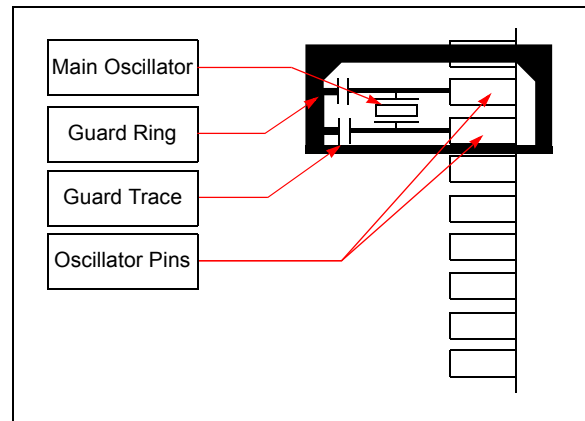 Main Oscillator
Guard Ring
Guard Trace
Oscillator Pins